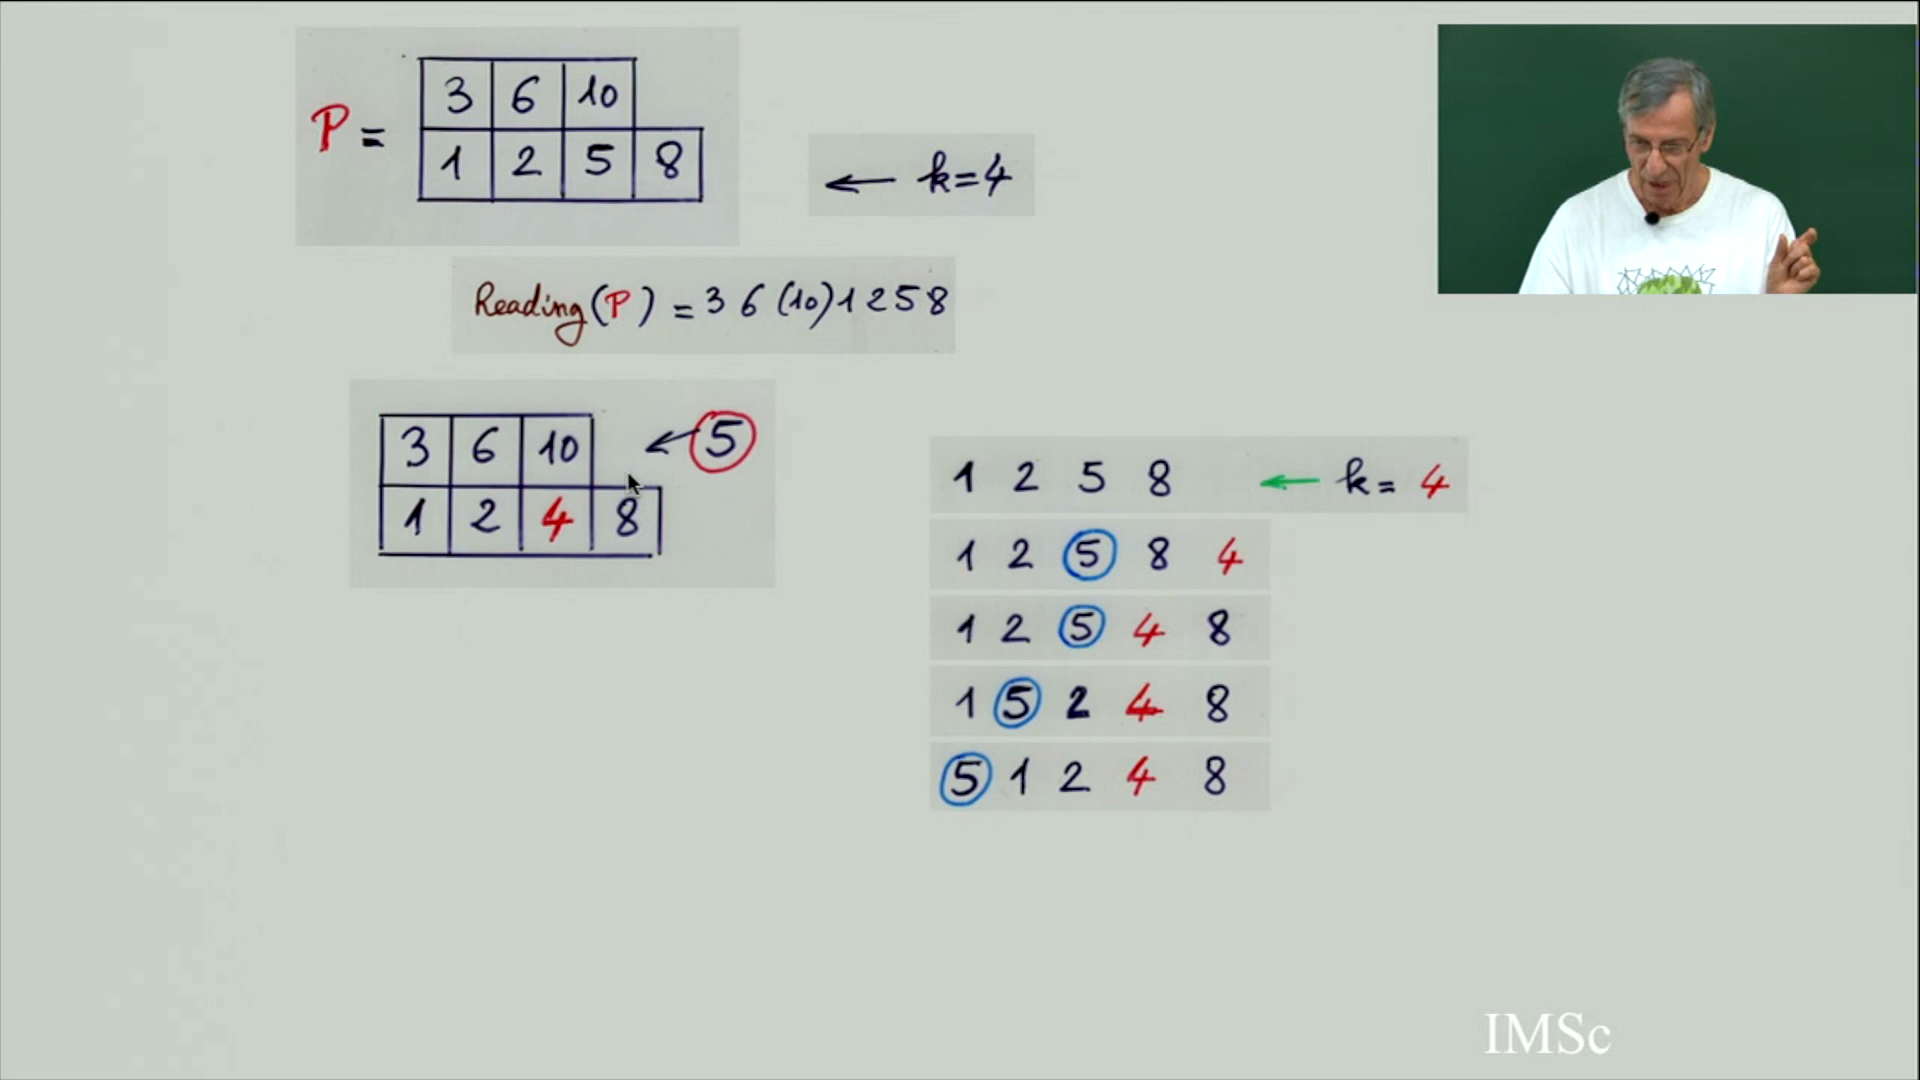 3 6 10
P =
1 2 5 8
← k=4
Reading (P) = 3 6 (10) 1 2 5 8
3 6 10 ← 5
1 2 4 8
1 2 5 8 ← k= 4
1 2 5 8 4
1 2 5 4 8
1 5 2 4 8
5 1 2 4 8
IMSc